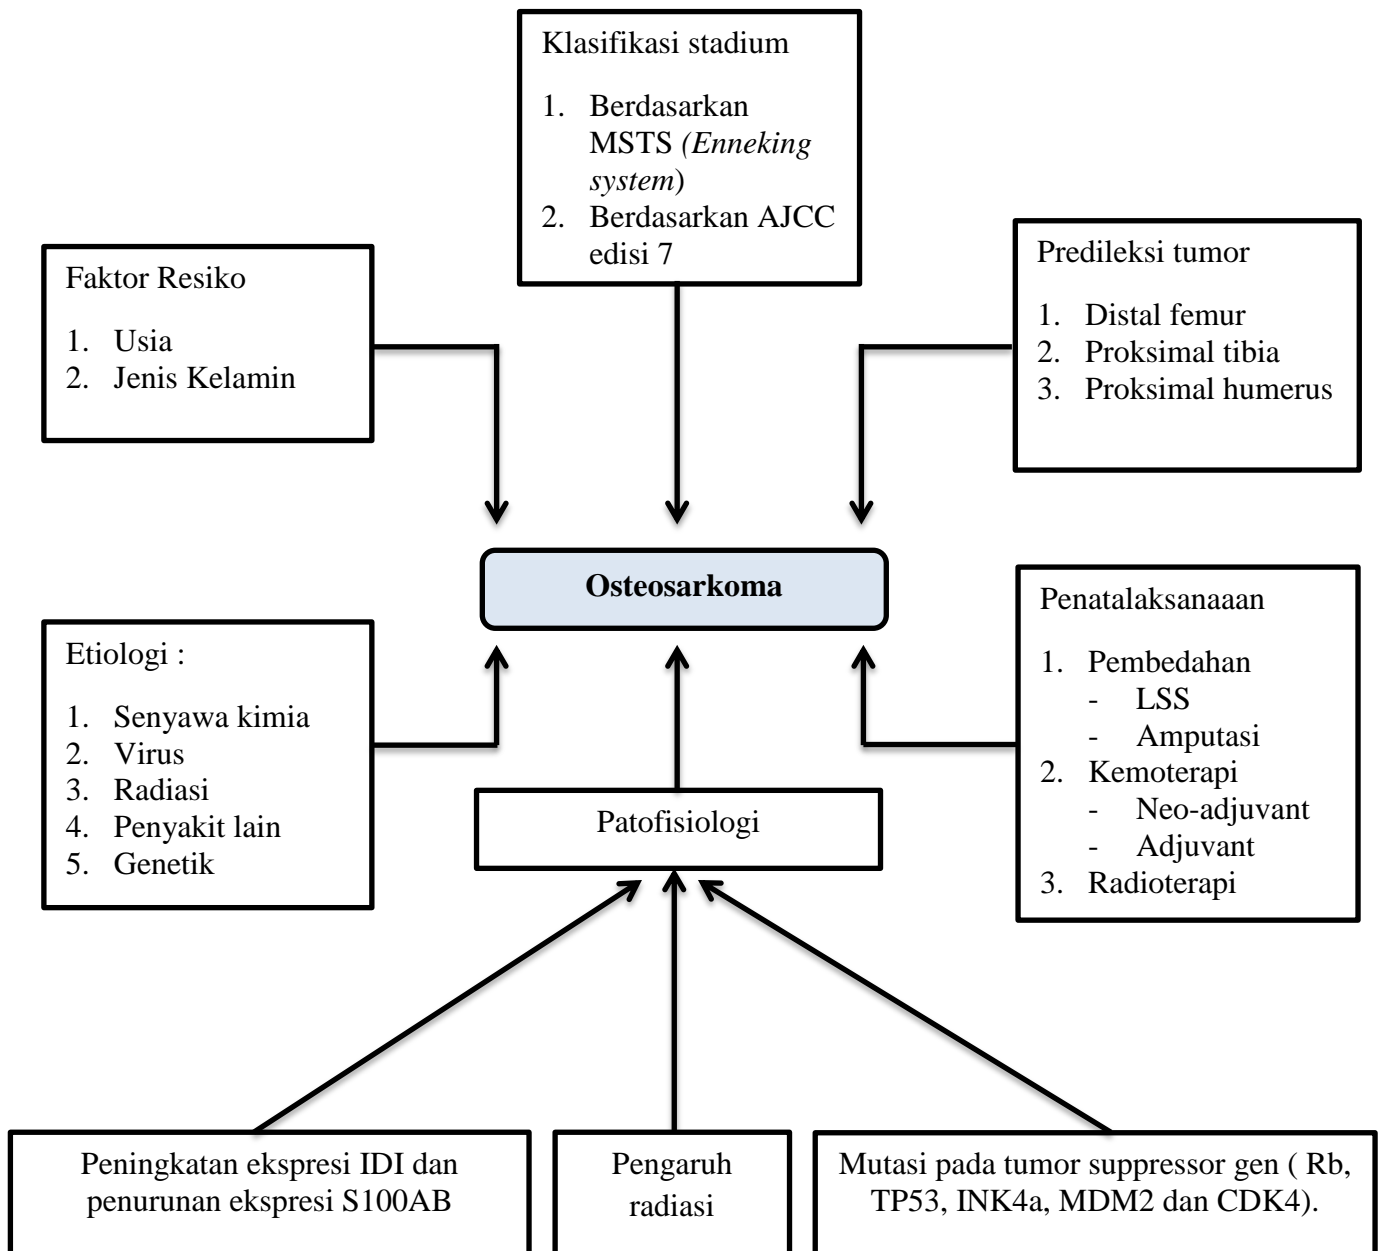 Klasifikasi stadium
1. Berdasarkan
MSTS (Enneking
system)
2. Berdasarkan AJCC
edisi 7
Faktor Resiko
1. Usia
2. Jenis Kelamin
Predileksi tumor
1. Distal femur
2. Proksimal tibia
3. Proksimal humerus
Osteosarkoma
Etiologi :
1. Senyawa kimia
2. Virus
3. Radiasi
4. Penyakit lain
5. Genetik
Patofisiologi
Penatalaksanaaan
1. Pembedahan
- LSS
- Amputasi
2. Kemoterapi
- Neo-adjuvant
- Adjuvant
3. Radioterapi
Peningkatan ekspresi IDI dan
penurunan ekspresi S100AB
Pengaruh
radiasi
Mutasi pada tumor suppressor gen ( Rb,
TP53, INK4a, MDM2 dan CDK4).